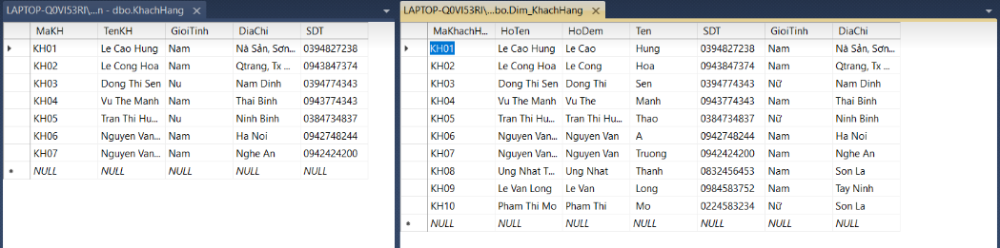 LAPTOP-Q0VI53RI\...n - dbo.KhachHang
MaKH TenKH GioiTinh DiaChi SDT
KH01 Le Cao Hung Nam Nà Sản, Sơn... 0394827238
KH02 Le Cong Hoa Nam Qtrang, Tx ... 0943847374
KH03 Dong Thi Sen Nu Nam Dinh 0394774343
KH04 Vu The Manh Nam Thai Binh 0943774343
KH05 Tran Thi Hu... Nu Ninh Binh 0384734837
KH06 Nguyen Van... Nam Ha Noi 0942748244
KH07 Nguyen Van... Nam Nghe An 0942424200
NULL NULL NULL NULL NULL
LAPTOP-Q0VI53RI\...bo.Dim_KhachHang
MaKhachH... HoTen HoDem Ten SDT GioiTinh DiaChi
KH01 Le Cao Hung Le Cao Hung 0394827238 Nam Nà Sản, Sơn...
KH02 Le Cong Hoa Le Cong Hoa 0943847374 Nam Qtrang, Tx ...
KH03 Dong Thi Sen Dong Thi Sen 0394774343 Nữ Nam Dinh
KH04 Vu The Manh Vu The Manh 0943774343 Nam Thai Binh
KH05 Tran Thi Hu... Tran Thi Hu... Thao 0384734837 Nữ Ninh Binh
KH06 Nguyen Van... Nguyen Van A 0942748244 Nam Ha Noi
KH07 Nguyen Van... Nguyen Van Truong 0942424200 Nam Nghe An
KH08 Ung Nhat T... Ung Nhat Thanh 0832456453 Nam Son La
KH09 Le Van Long Le Van Long 0984583752 Nam Tay Ninh
KH10 Pham Thi Mo Pham Thi Mo 0224583234 Nữ Son La
NULL NULL NULL NULL NULL NULL NULL